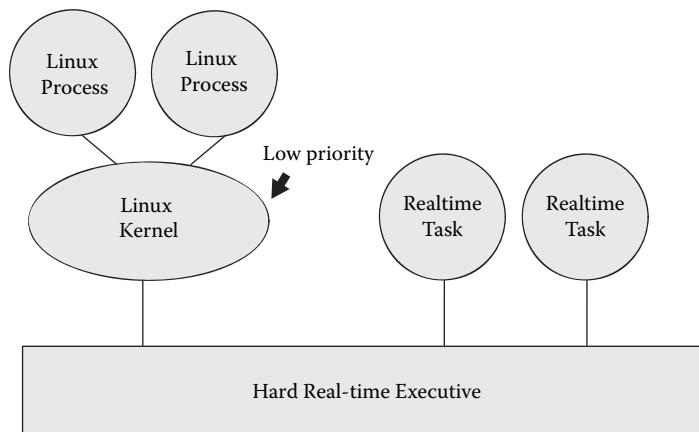 Linux
Process
Linux
Process
Low priority
Linux
Kernel
Realtime
Task
Realtime
Task
Hard Real-time Executive